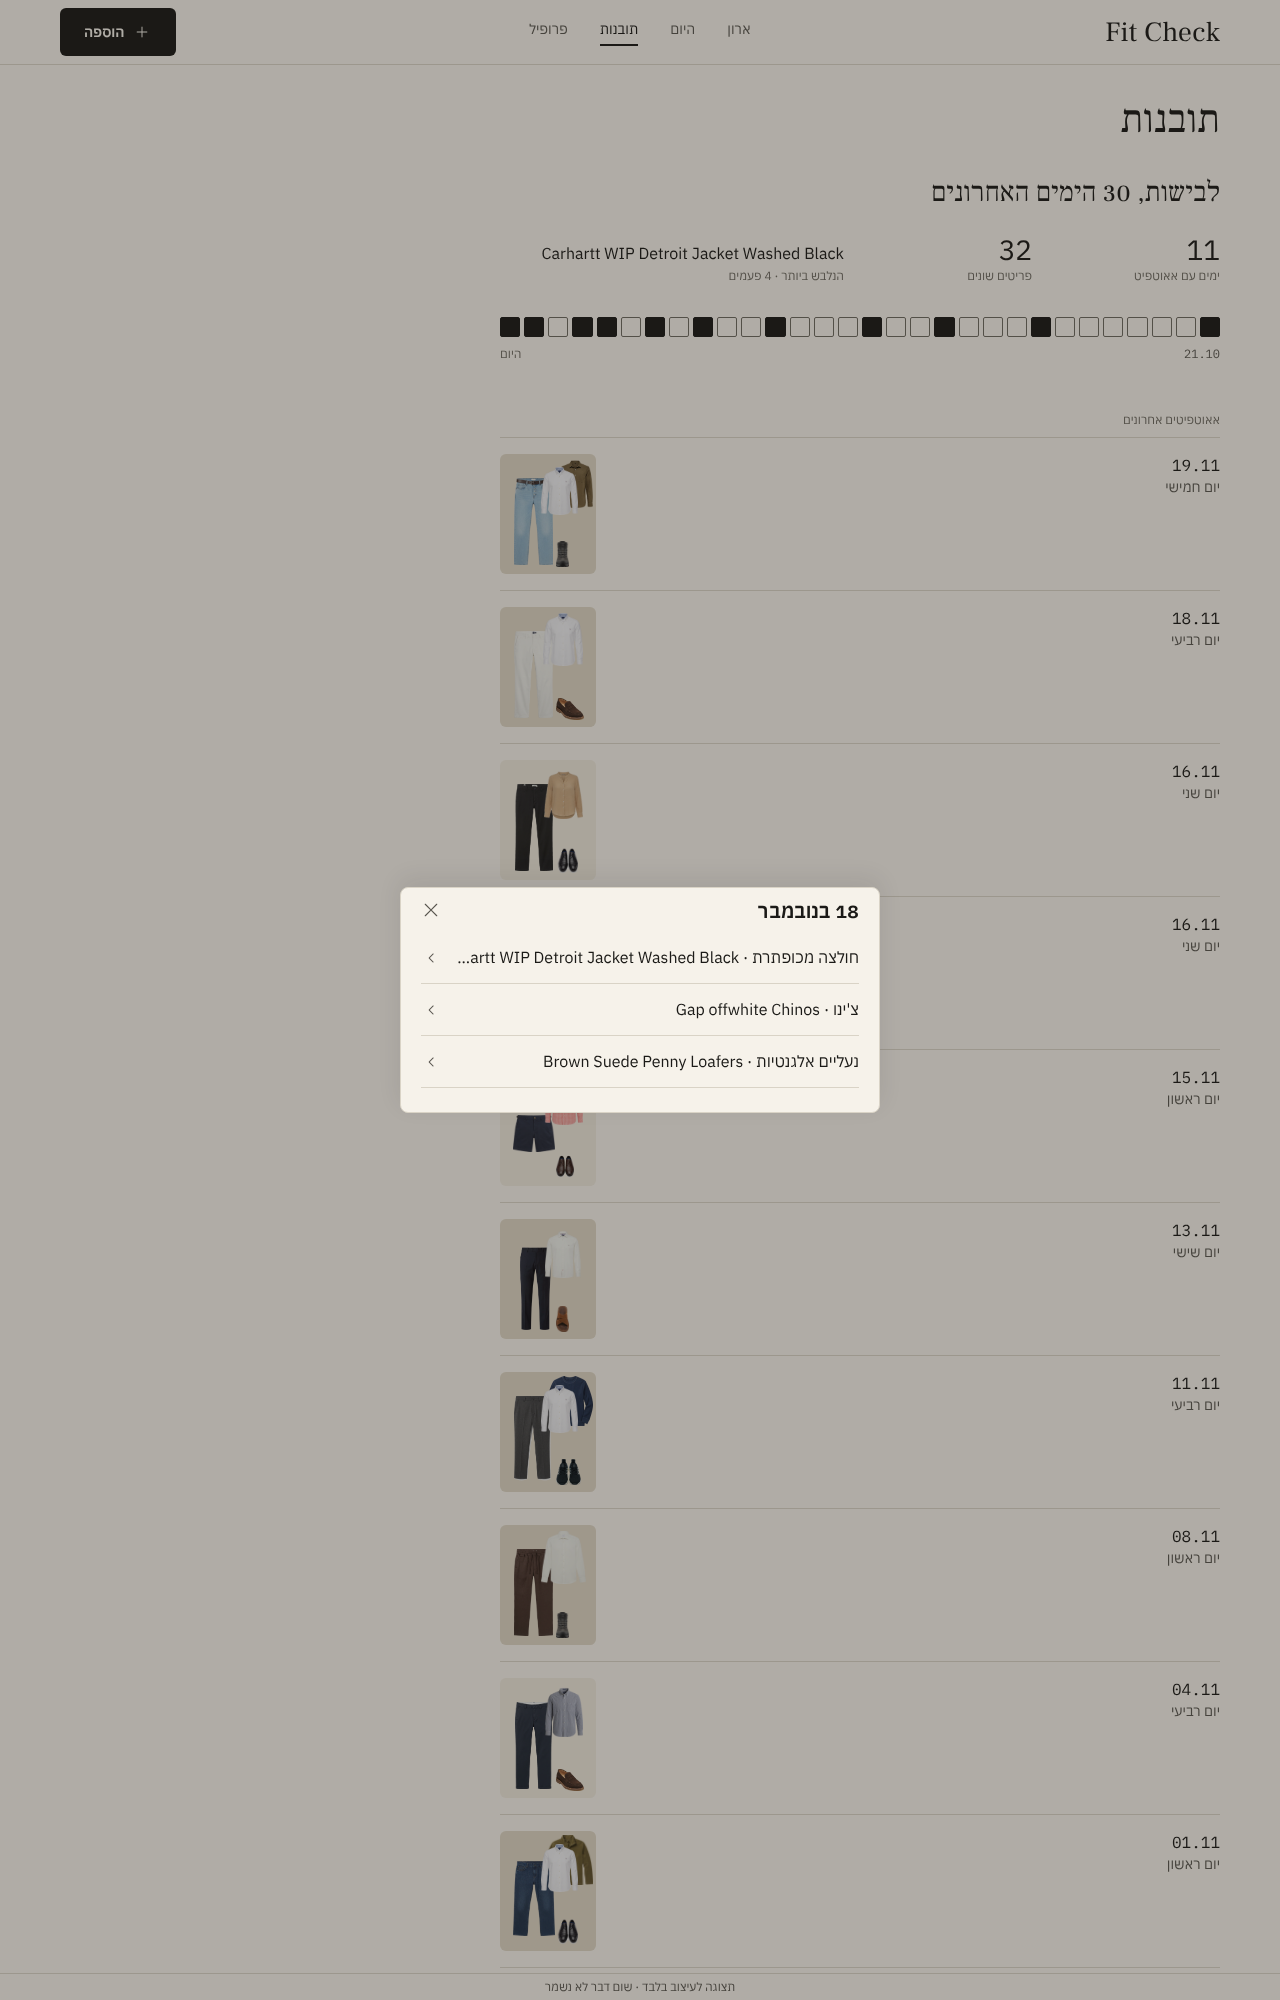 Fit Check
ארון
היום
תובנות
פרופיל
+ הוספה
תובנות
לבישות, 30 הימים האחרונים
11
ימים עם אאוטפיט
32
פריטים שונים
Carhartt WIP Detroit Jacket Washed Black
הנלבש ביותר · 4 פעמים
21.10
היום
אאוטפיטים אחרונים
19.11
יום חמישי
18.11
יום רביעי
16.11
יום שני
16.11
יום שני
18 בנובמבר
חולצה מכופתרת · Carhartt WIP Detroit Jacket Washed Black...
צ'ינו · Gap offwhite Chinos
נעליים אלגנטיות · Brown Suede Penny Loafers
15.11
יום ראשון
13.11
יום שישי
11.11
יום רביעי
08.11
יום ראשון
04.11
יום רביעי
01.11
יום ראשון
תצוגה לעיצוב בלבד · שום דבר לא נשמר